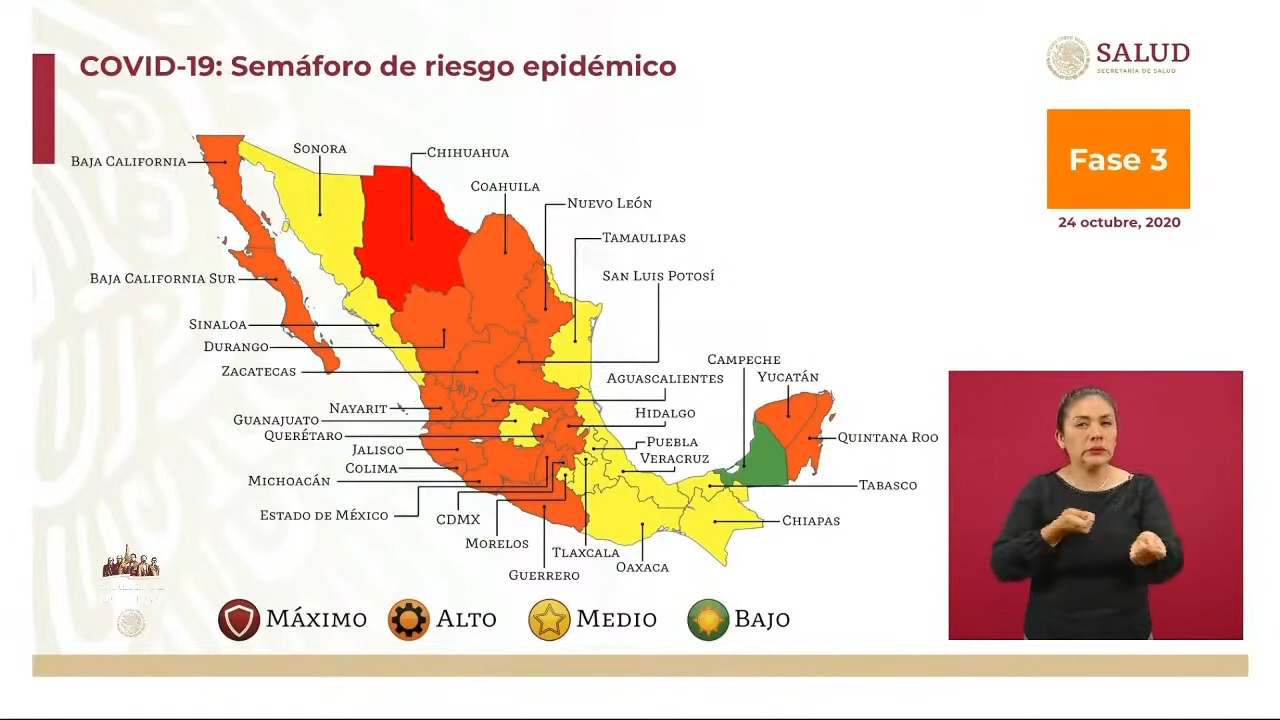 COVID-19: Semáforo de riesgo epidémico
SALUD
SECRETARÍA DE SALUD
Fase 3
24 octubre, 2020
BAJA CALIFORNIA
SONORA
CHIHUAHUA
COAHUILA
NUEVO LEÓN
TAMAULIPAS
SAN LUIS POTOSÍ
BAJA CALIFORNIA SUR
SINALOA
DURANGO
ZACATECAS
CAMPECHE
YUCATÁN
AGUASCALIENTES
NAYARIT
HIDALGO
GUANAJUATO
QUERÉTARO
QUINTANA ROO
PUEBLA
JALISCO
VERACRUZ
COLIMA
MICHOACÁN
TABASCO
ESTADO DE MÉXICO
CDMX
CHIAPAS
MORELOS
TLAXCALA
OAXACA
GUERRERO
MÁXIMO
ALTO
MEDIO
BAJO